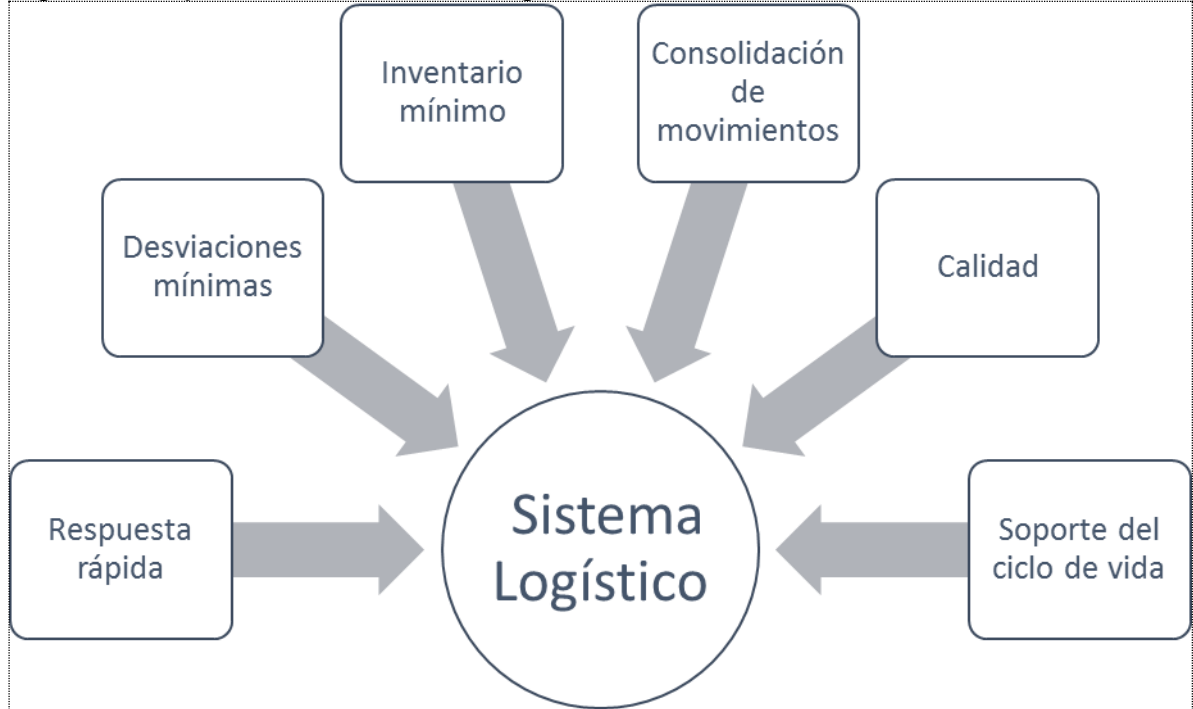 Inventario
mínimo
Consolidación
de
movimientos
Desviaciones
mínimas
Calidad
Respuesta
rápida
Sistema
Logístico
Soporte del
ciclo de vida